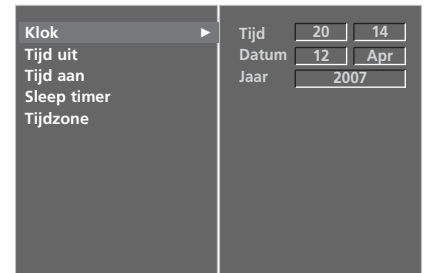 Klok
Tijd uit
Tijd aan
Sleep timer
Tijdzone
Tijd 20 14
Datum 12 Apr
Jaar 2007